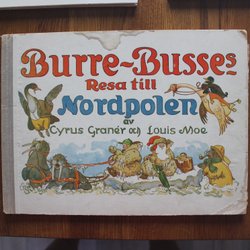 Burre-Busses
Resa till
Nordpolen
av
Cyrus Granér och Louis Moe